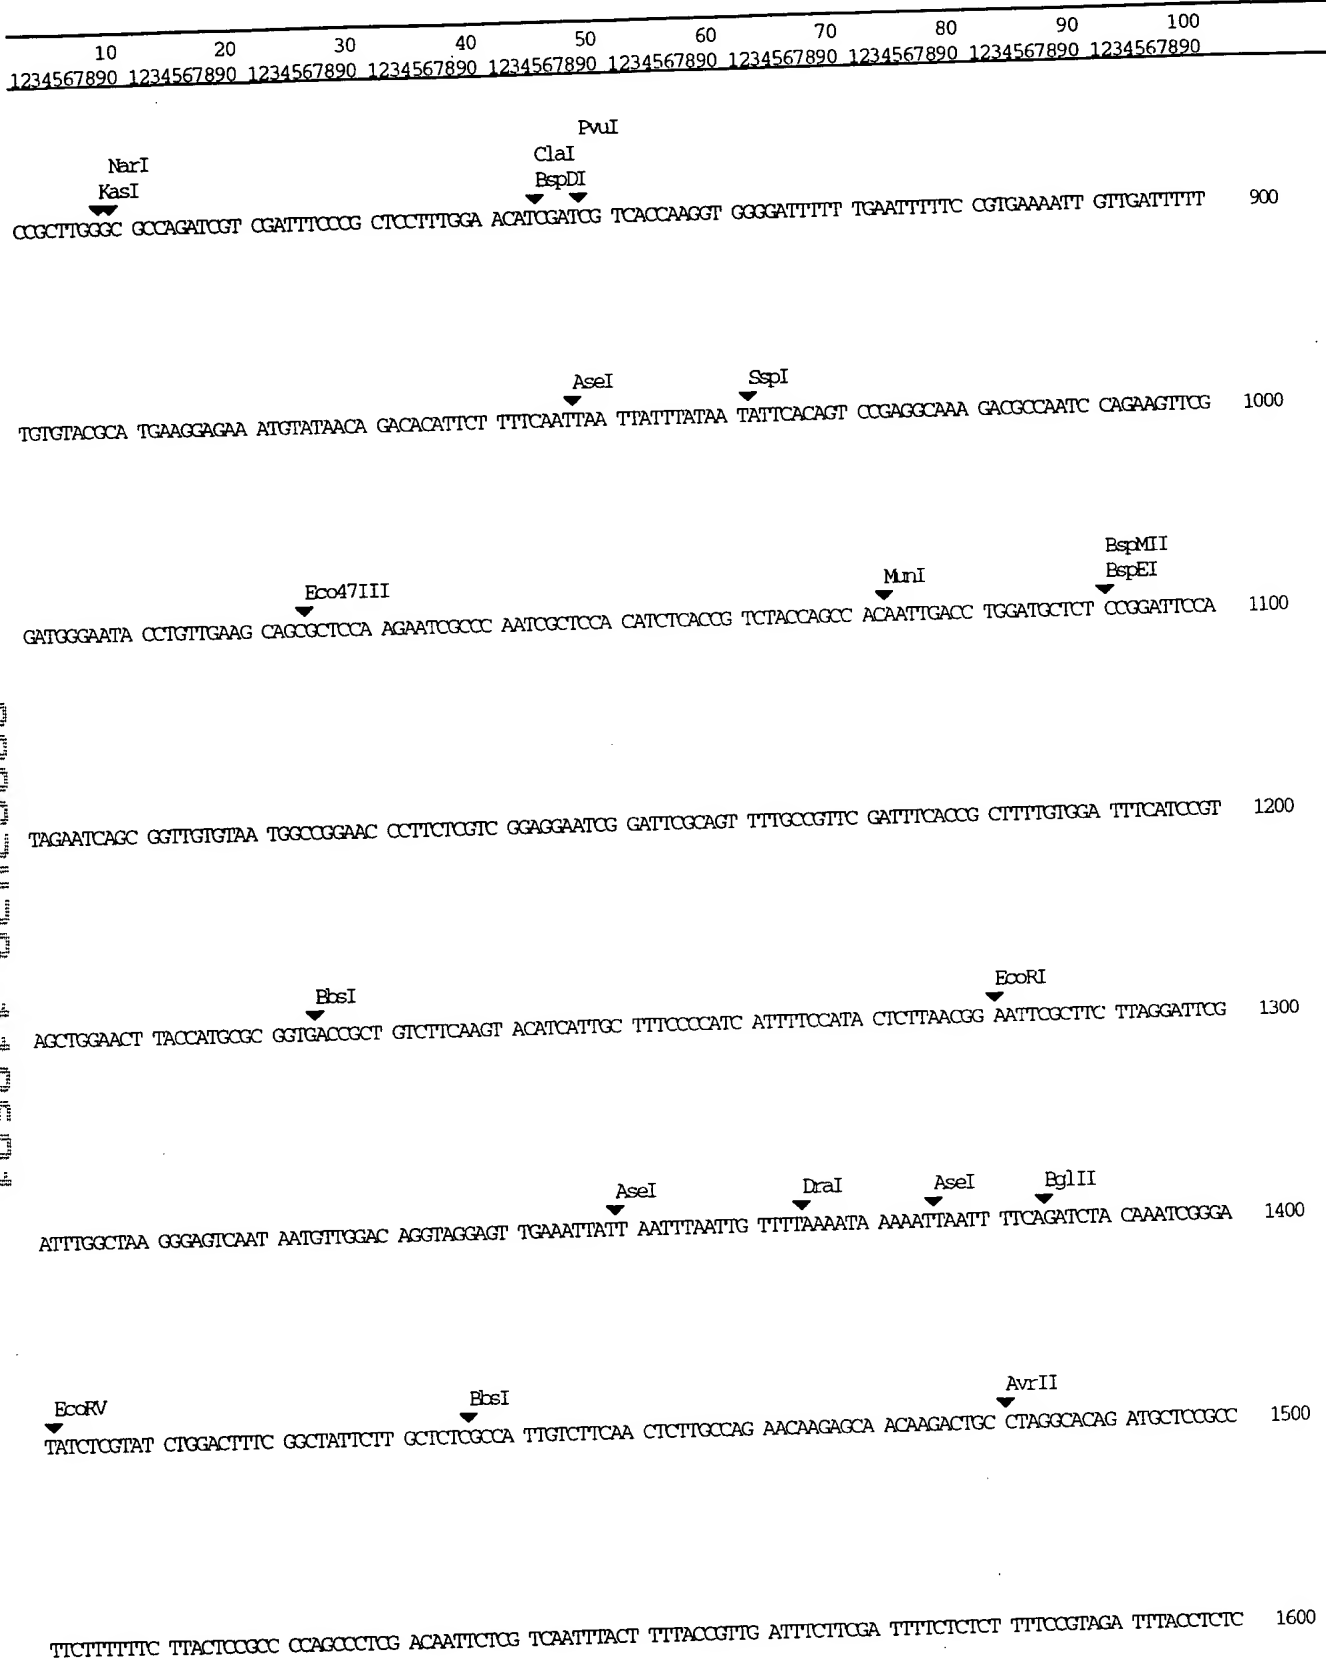 10 20 30 40 50 60 70 80 90 100
1234567890 1234567890 1234567890 1234567890 1234567890 1234567890 1234567890 1234567890 1234567890 1234567890
PvuI
NarI ClaI
KasI BspDI
CCGCTTGGGC GCCAGATCGT CGATTTCCCG CTCCTTTGGA ACATCGATCG TCACCAAGGT GGGGATTTTT TGAATTTTTC CGTGAAAATT GTTGATTTTT 900
AseI SspI
TGTGTACGCA TGAAGGAGAA ATGTATAACA GACACATTCT TTTCAATTAA TTATTTATAA TATTCACAGT CCGAGGCAAA GACGCCAATC CAGAAGTTCG 1000
BspMII
Eco47III MunI BspEI
GATGGGAATA CCTGTTGAAG CAGCGCTCCA AGAATCGCCC AATCGCTCCA CATCTCACCG TCTACCAGCC ACAATTGACC TGGATGCTCT CCGGATTCCA 1100
TAGAATCAGC GGTTGTGTAA TGGCCGGAAC CCTTCTCGTC GGAGGAATCG GATTCGCAGT TTTGCCGTTC GATTTCACCG CTTTTGTGGA TTTCATCCGT 1200
BbsI EcoRI
AGCTGGAACT TACCATGCGC GGTGACCGCT GTCTTCAAGT ACATCATTGC TTTCCCCATC ATTTTCCATA CTCTTAACGG AATTCGCTTC TTAGGATTCG 1300
AseI DraI AseI BglII
ATTTGGCTAA GGGAGTCAAT AATGTTGGAC AGGTAGGAGT TGAAATTATT AATTTAATTG TTTTAAAATA AAAATTAATT TTCAGATCTA CAAATCGGGA 1400
EcoRV BbsI AvrII
TATCTCGTAT CTGGACTTTC GGCTATTCTT GCTCTCGCCA TTGTCTTCAA CTCTTGCCAG AACAAGAGCA ACAAGACTGC CTAGGCACAG ATGCTCCGCC 1500
TTCTTTTTTC TTACTCCGCC CCAGCCCTCG ACAATTCTCG TCAATTTACT TTTACCGTTG ATTTCTTCGA TTTTCTCTCT TTTCCGTAGA TTTACCTCTC 1600